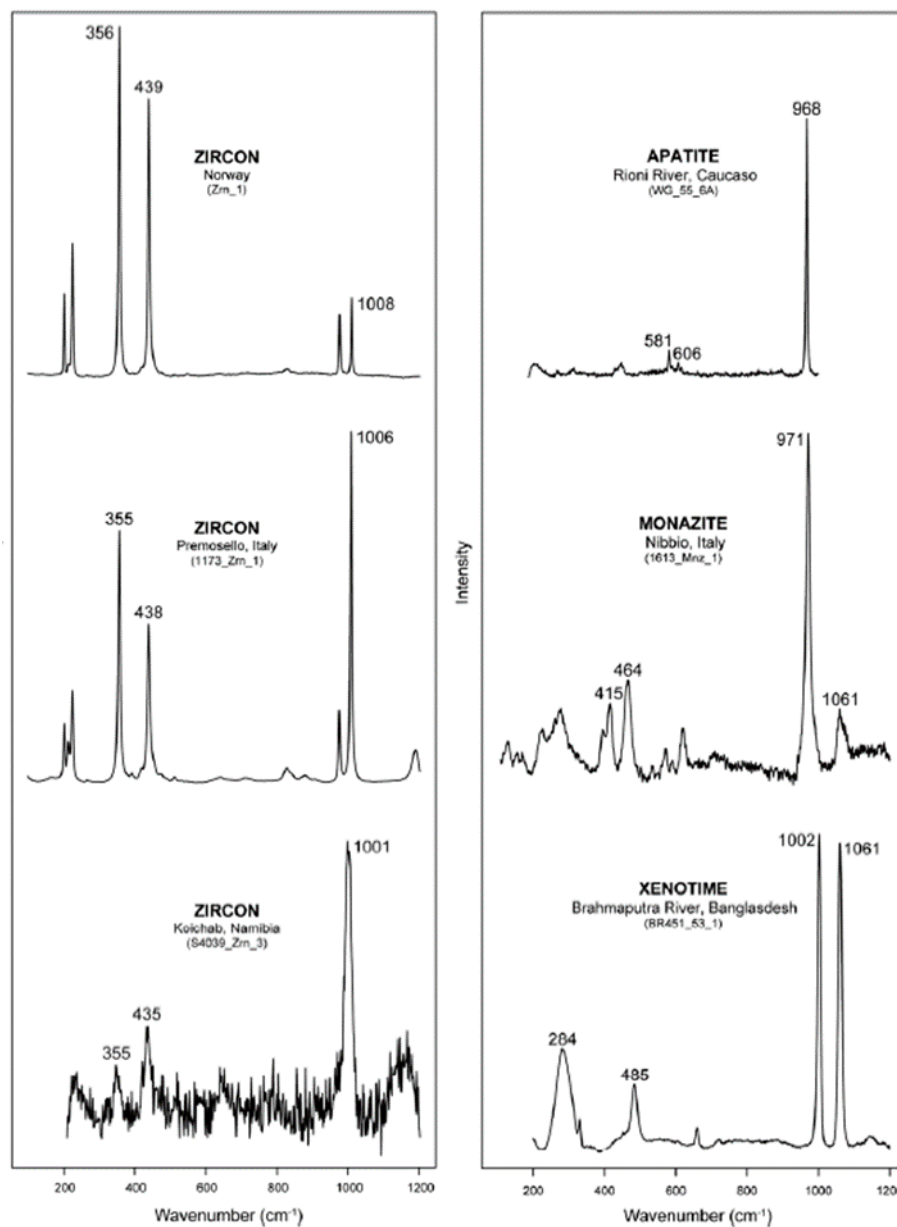 356
439
ZIRCON
Norway
(Zrn_1)
1008
1006
355
ZIRCON
Premosello, Italy
(1173_Zrn_1)
438
1001
ZIRCON
Koichab, Namibia
(S4039_Zrn_3)
435
355
200 400 600 800 1000 1200
Wavenumber (cm⁻¹)
Intensity
968
APATITE
Rioni River, Caucaso
(WG_55_6A)
581
606
971
MONAZITE
Nibbio, Italy
(1613_Mnz_1)
464
415
1061
1002
1061
XENOTIME
Brahmaputra River, Banglasdesh
(BR451_53_1)
284
485
200 400 600 800 1000 1200
Wavenumber (cm⁻¹)